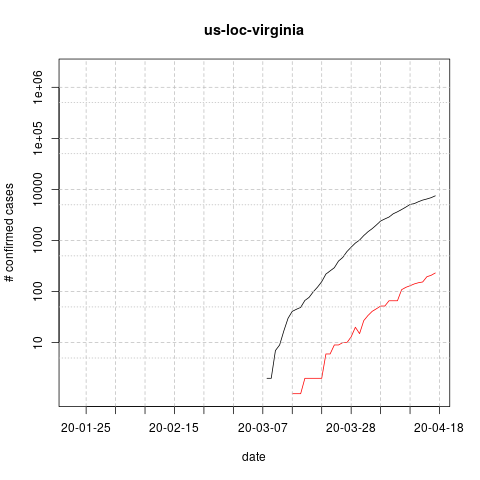 us-loc-virginia
# confirmed cases
1e+06
1e+05
10000
1000
100
10
20-01-25
20-02-15
20-03-07
20-03-28
20-04-18
date